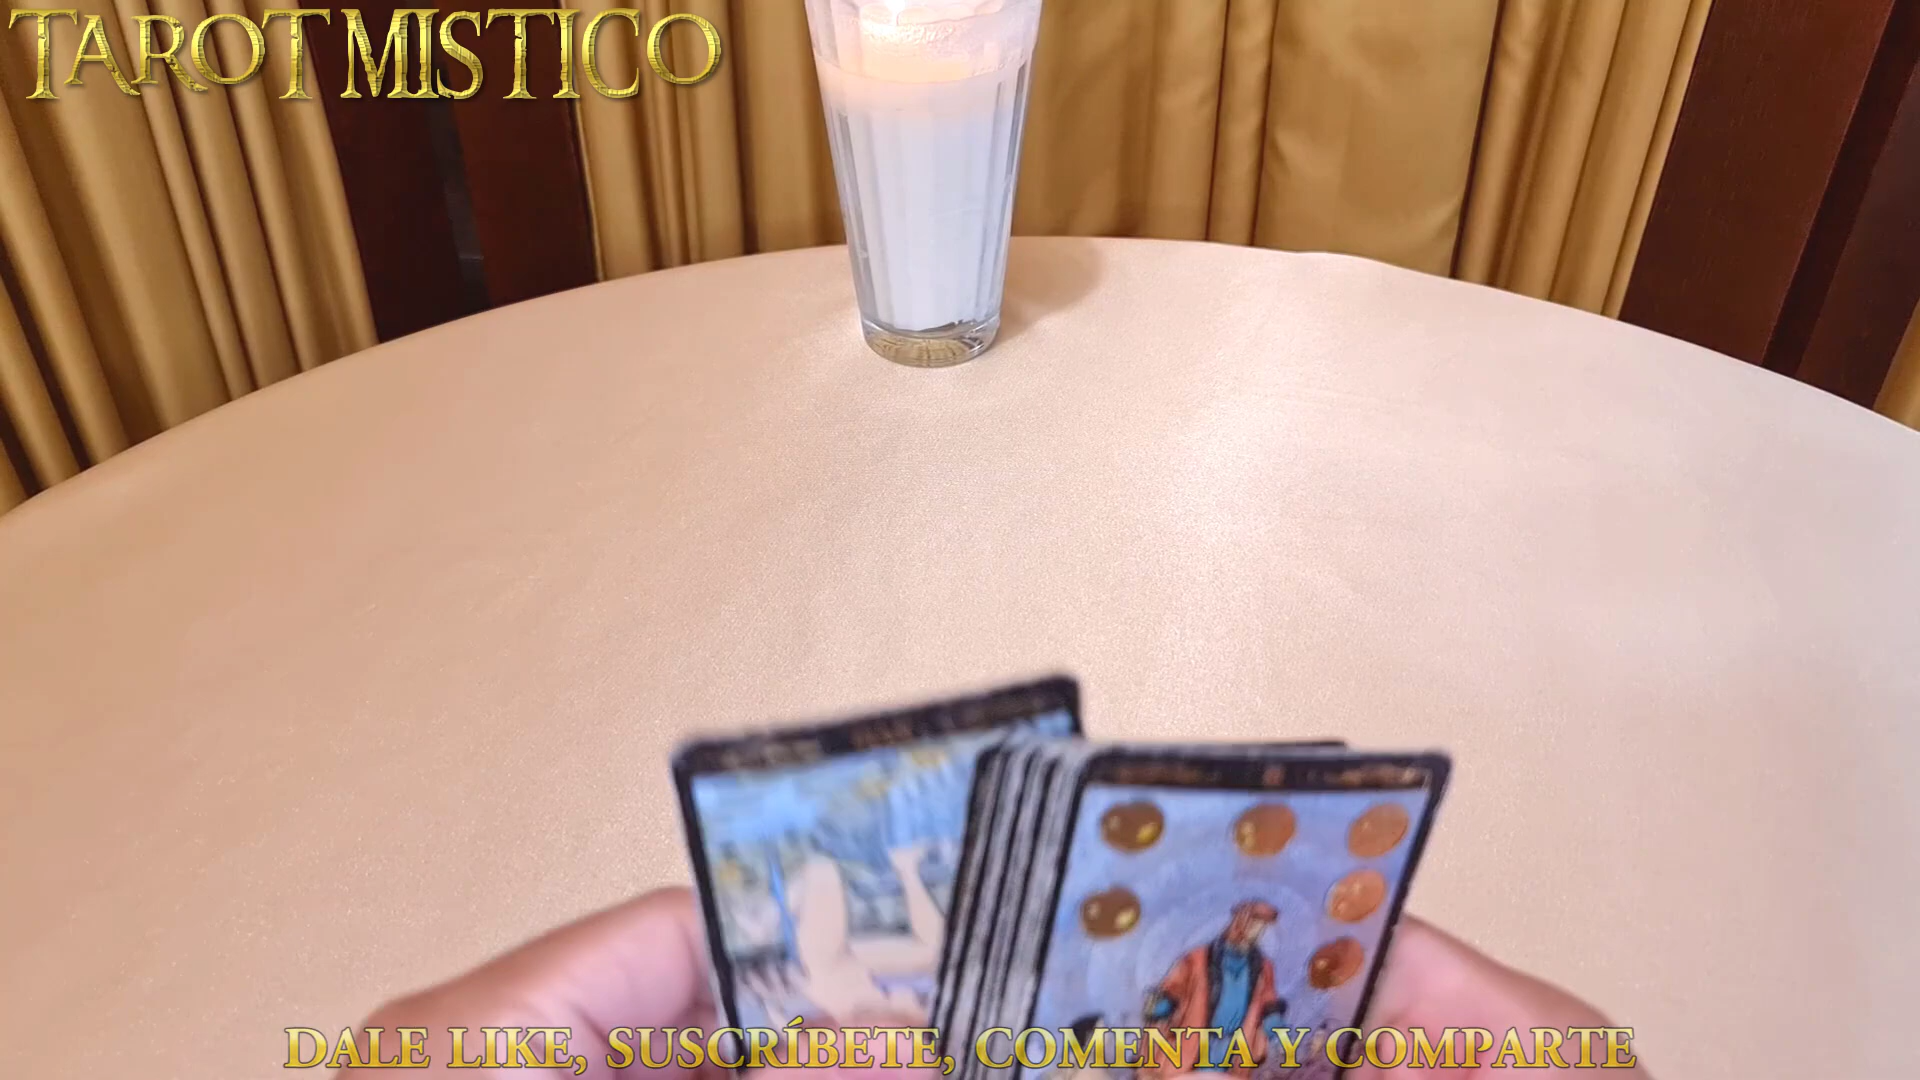 TAROT MISTICO
DALE LIKE, SUSCRÍBETE, COMENTA Y COMPARTE